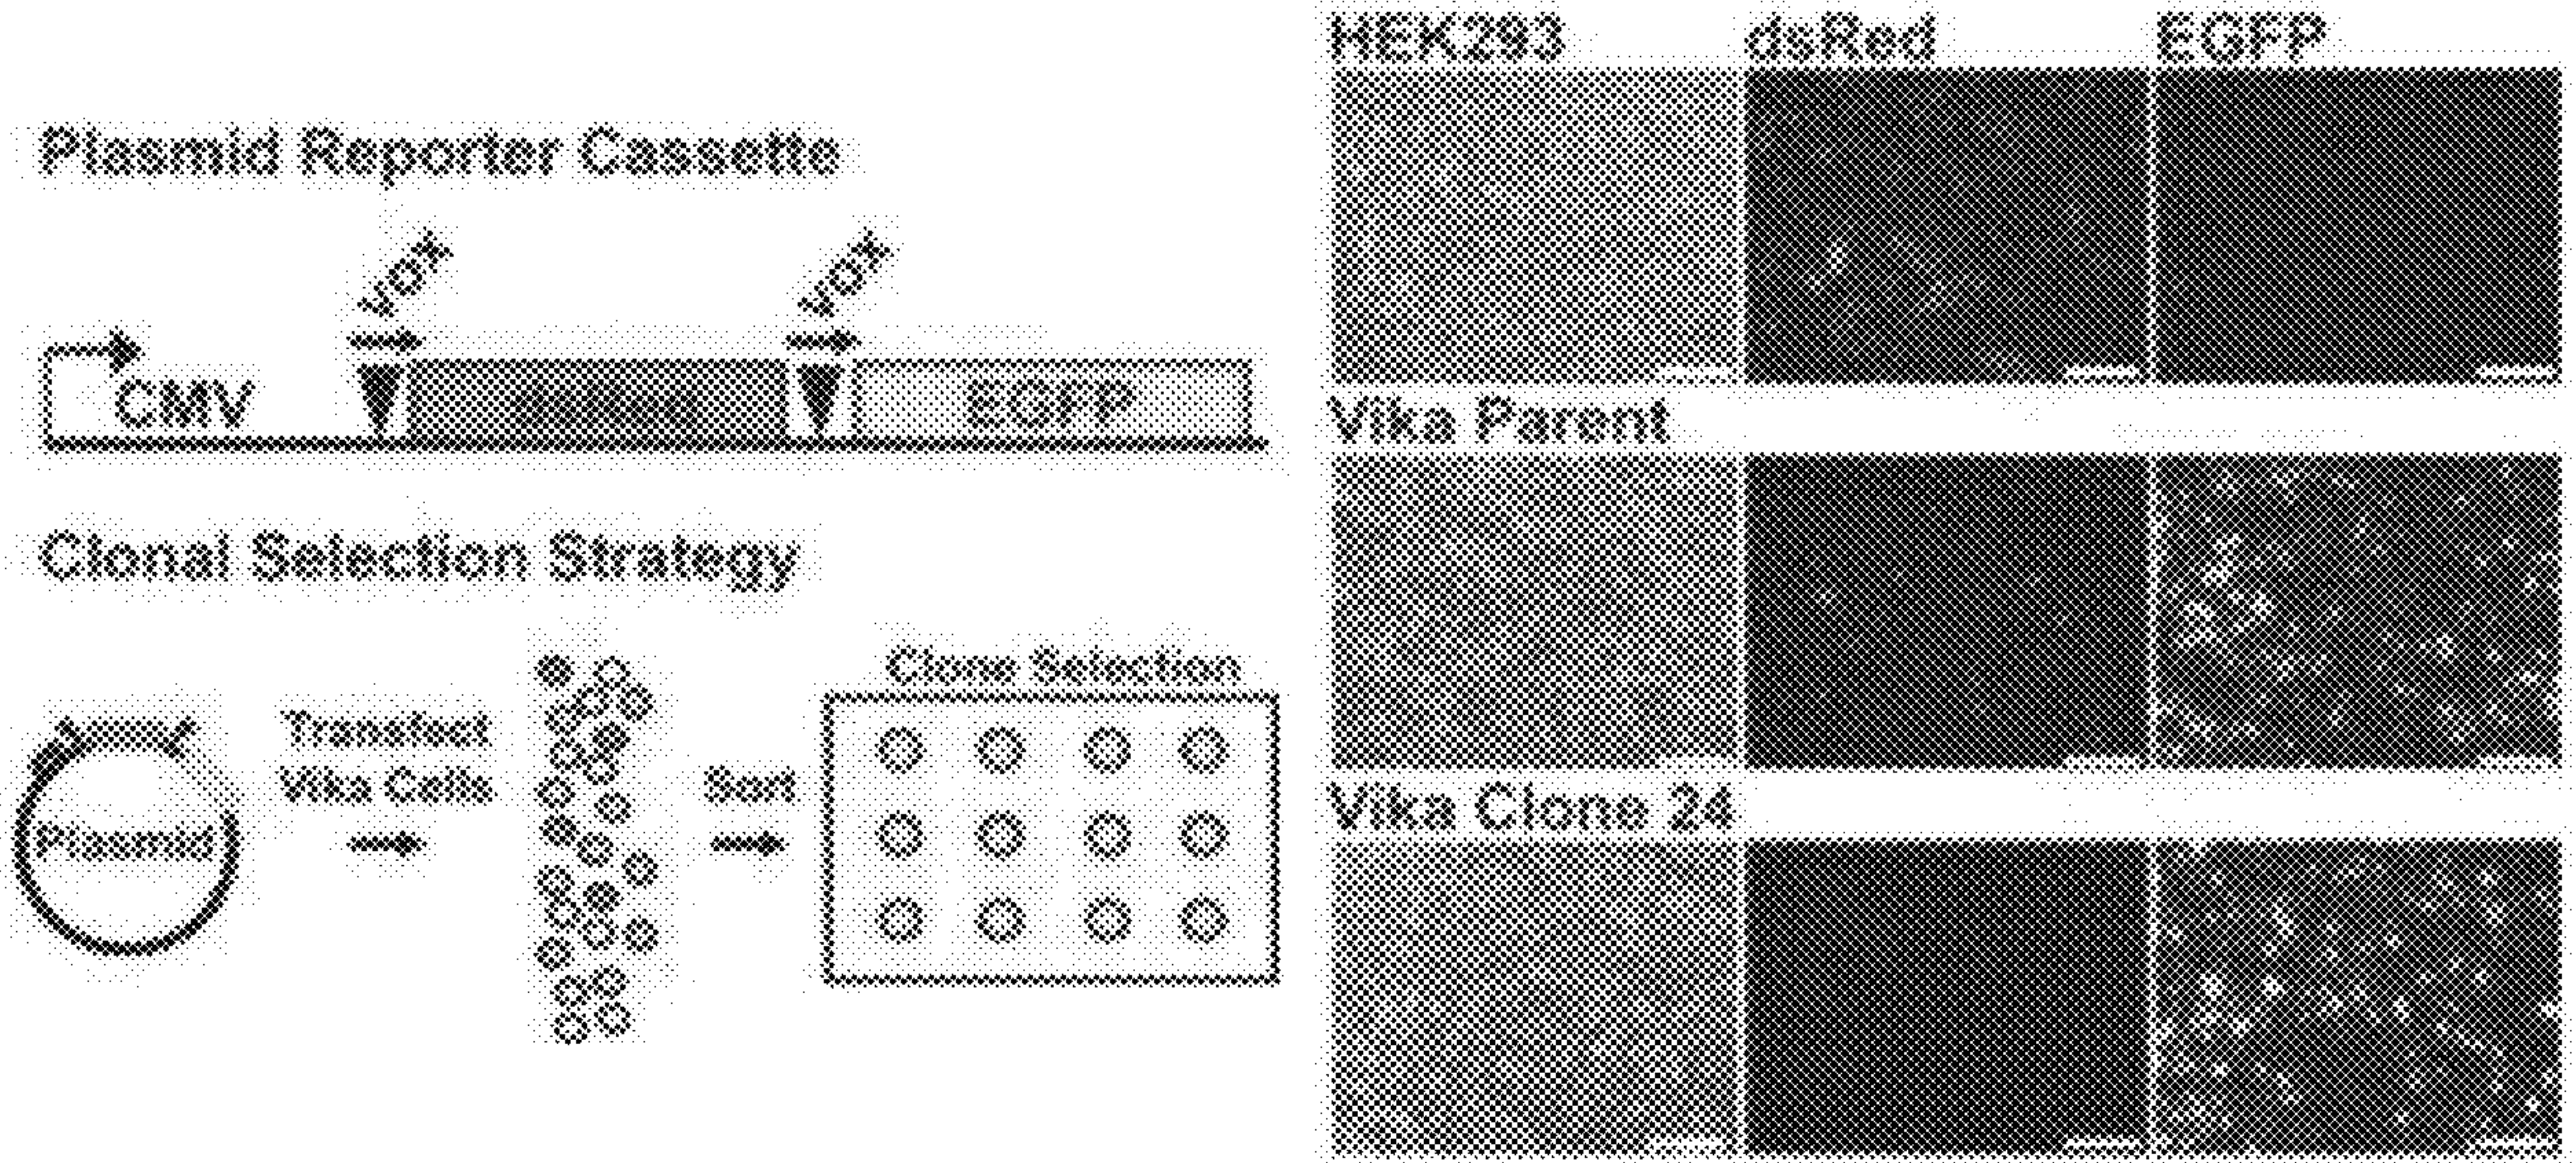 Plasmid Reporter Cassette
vox
vox
CMV
EGFP
Clonal Selection Strategy
Plasmid
Transfect
Vika Cells
Sort
Clone Selection
HEK293
dsRed
EGFP
Vika Parent
Vika Clone 24